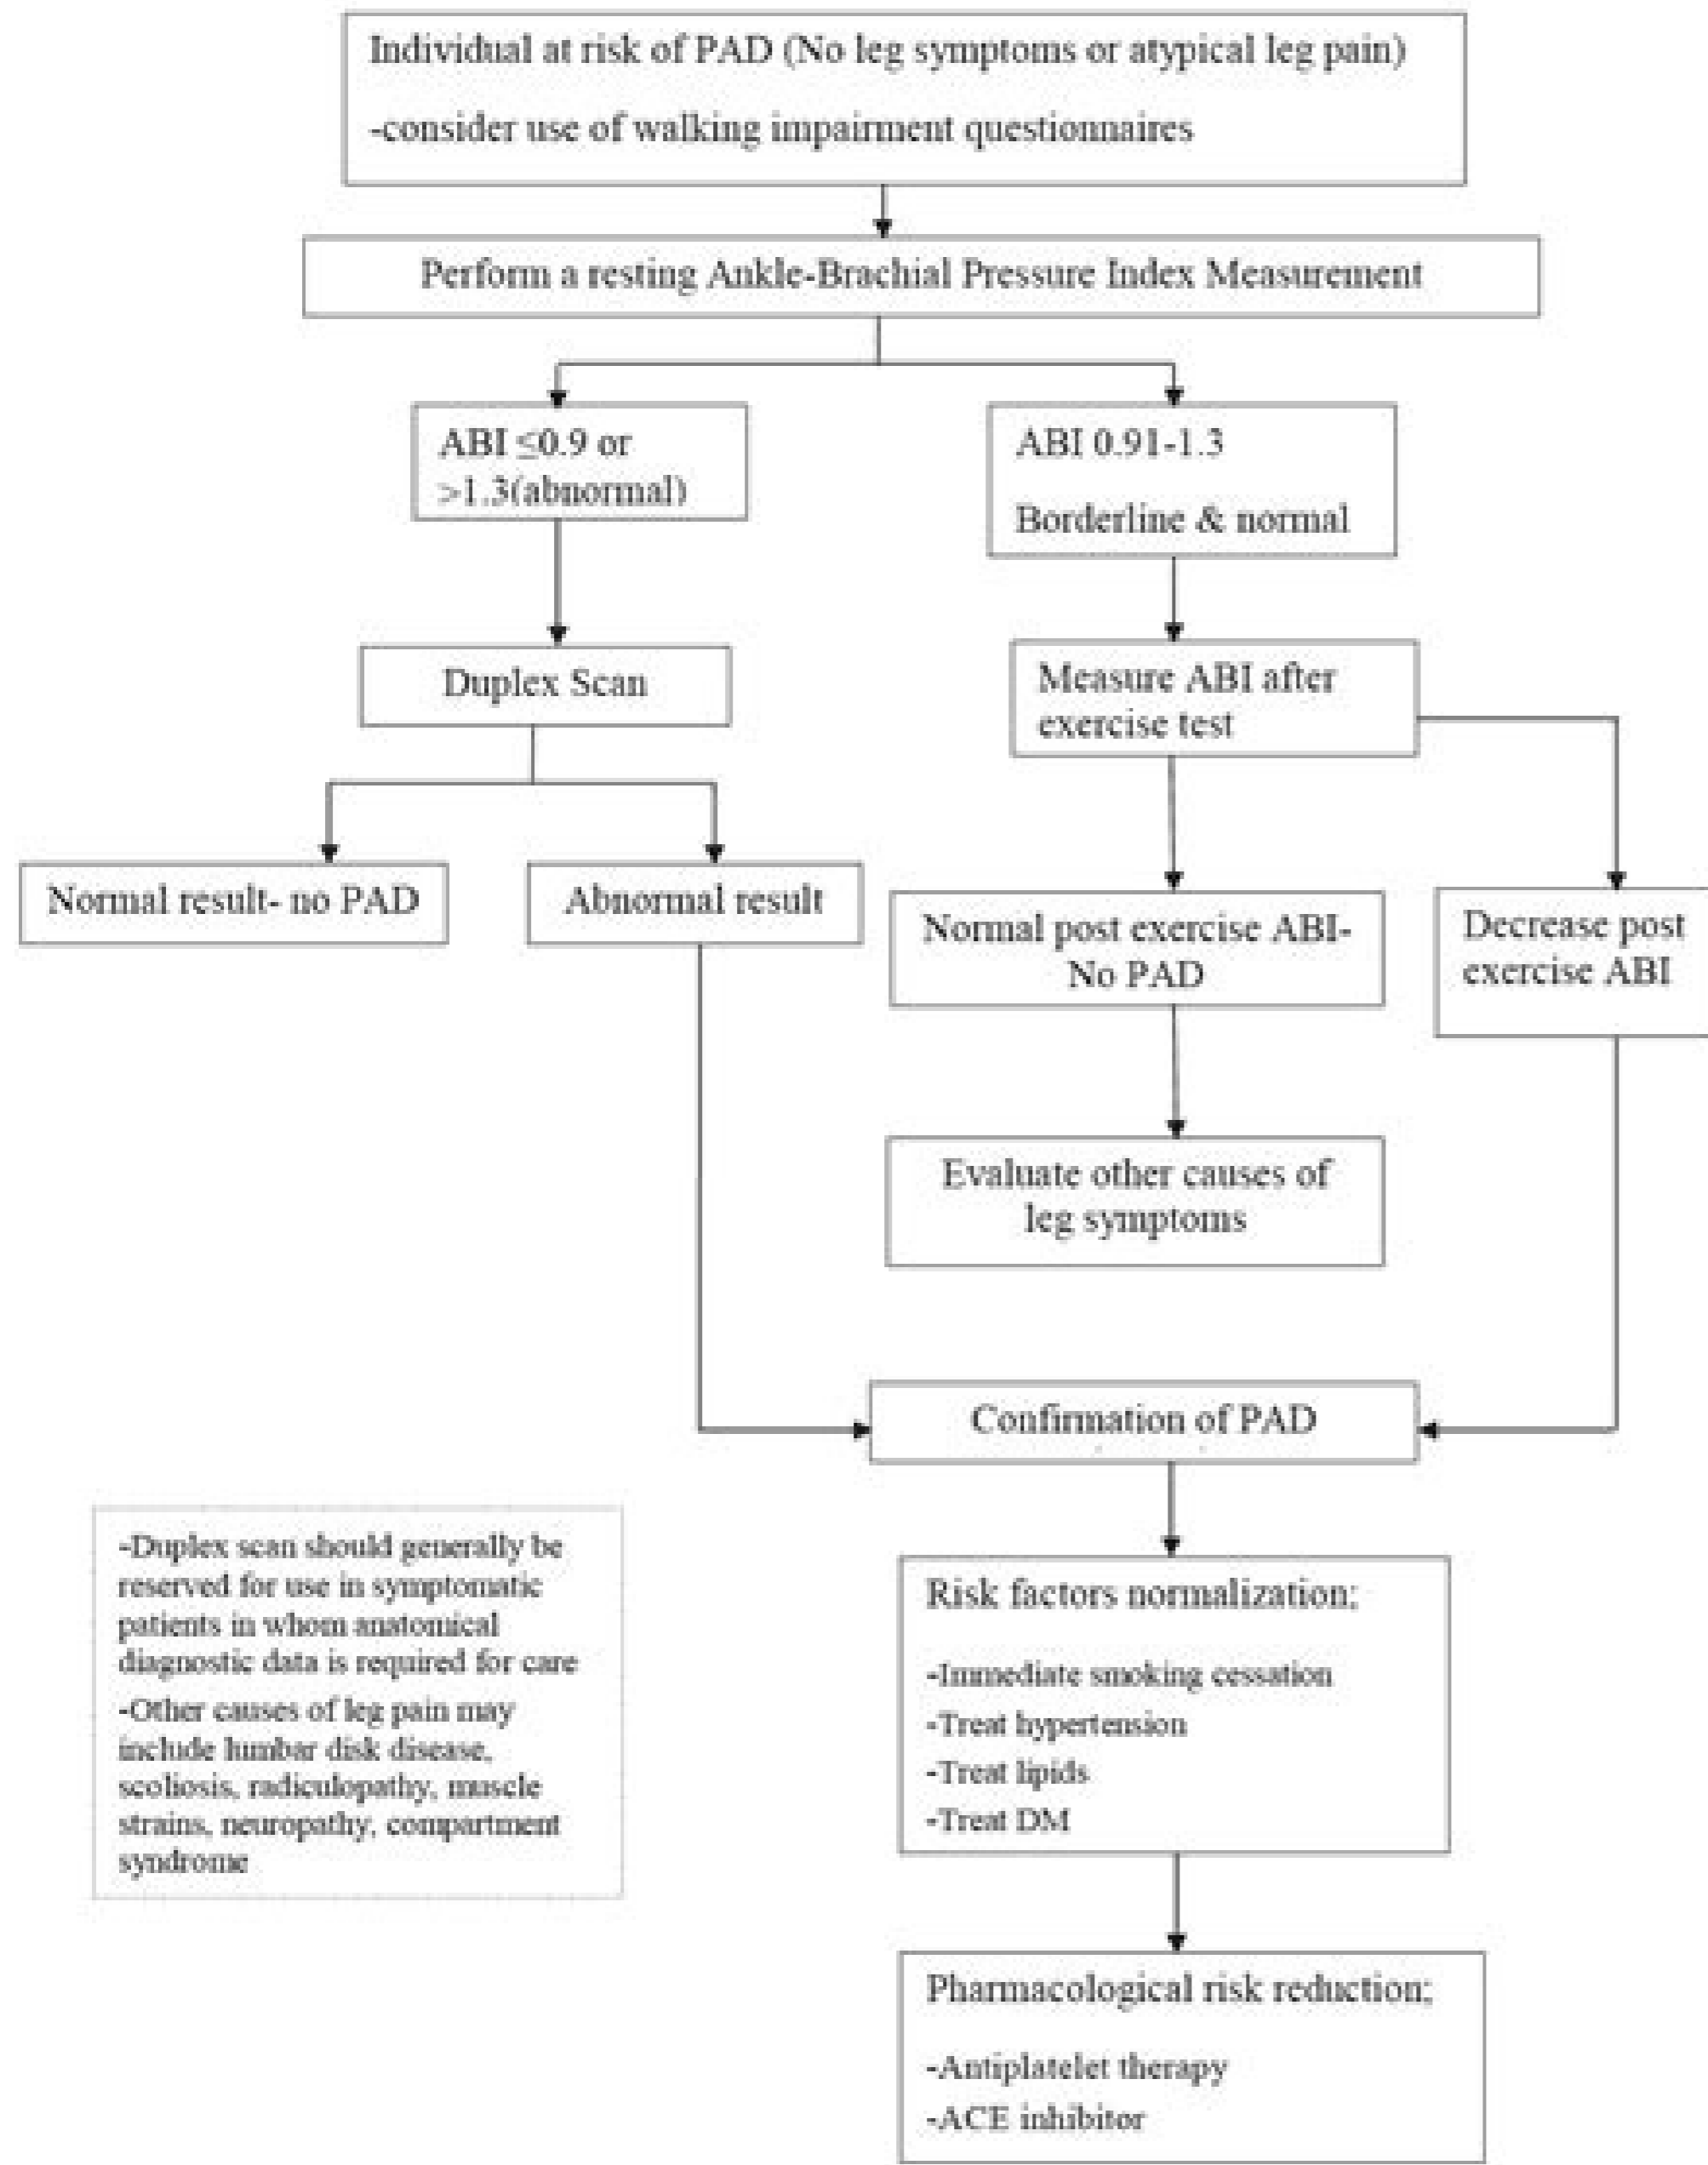 Individual at risk of PAD (No leg symptoms or atypical leg pain)
-consider use of walking impairment questionnaires
Perform a resting Ankle-Brachial Pressure Index Measurement
ABI ≤0.9 or
>1.3(abnormal)
ABI 0.91-1.3
Borderline & normal
Duplex Scan
Measure ABI after
exercise test
Normal result- no PAD
Abnormal result
Normal post exercise ABI-
No PAD
Decrease post
exercise ABI
Evaluate other causes of
leg symptoms
Confirmation of PAD
-Duplex scan should generally be
reserved for use in symptomatic
patients in whom anatomical
diagnostic data is required for care
-Other causes of leg pain may
include lumbar disk disease,
scoliosis, radiculopathy, muscle
strains, neuropathy, compartment
syndrome
Risk factors normalization;
-Immediate smoking cessation
-Treat hypertension
-Treat lipids
-Treat DM
Pharmacological risk reduction;
-Antiplatelet therapy
-ACE inhibitor